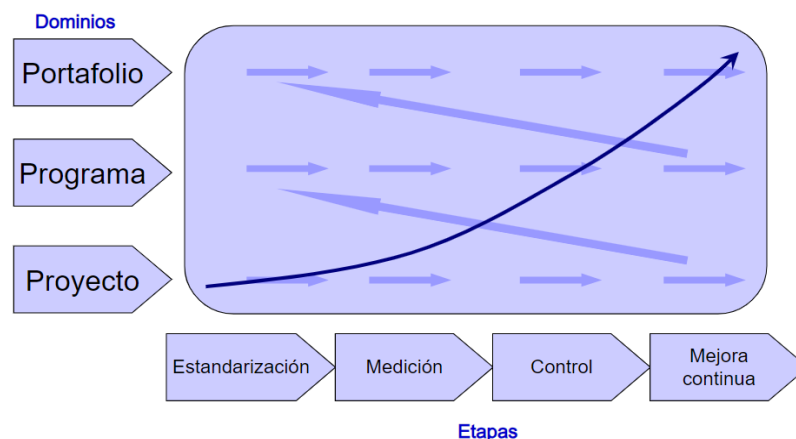 Dominios
Portafolio
Programa
Proyecto
Estandarización
Medición
Control
Mejora
continua
Etapas